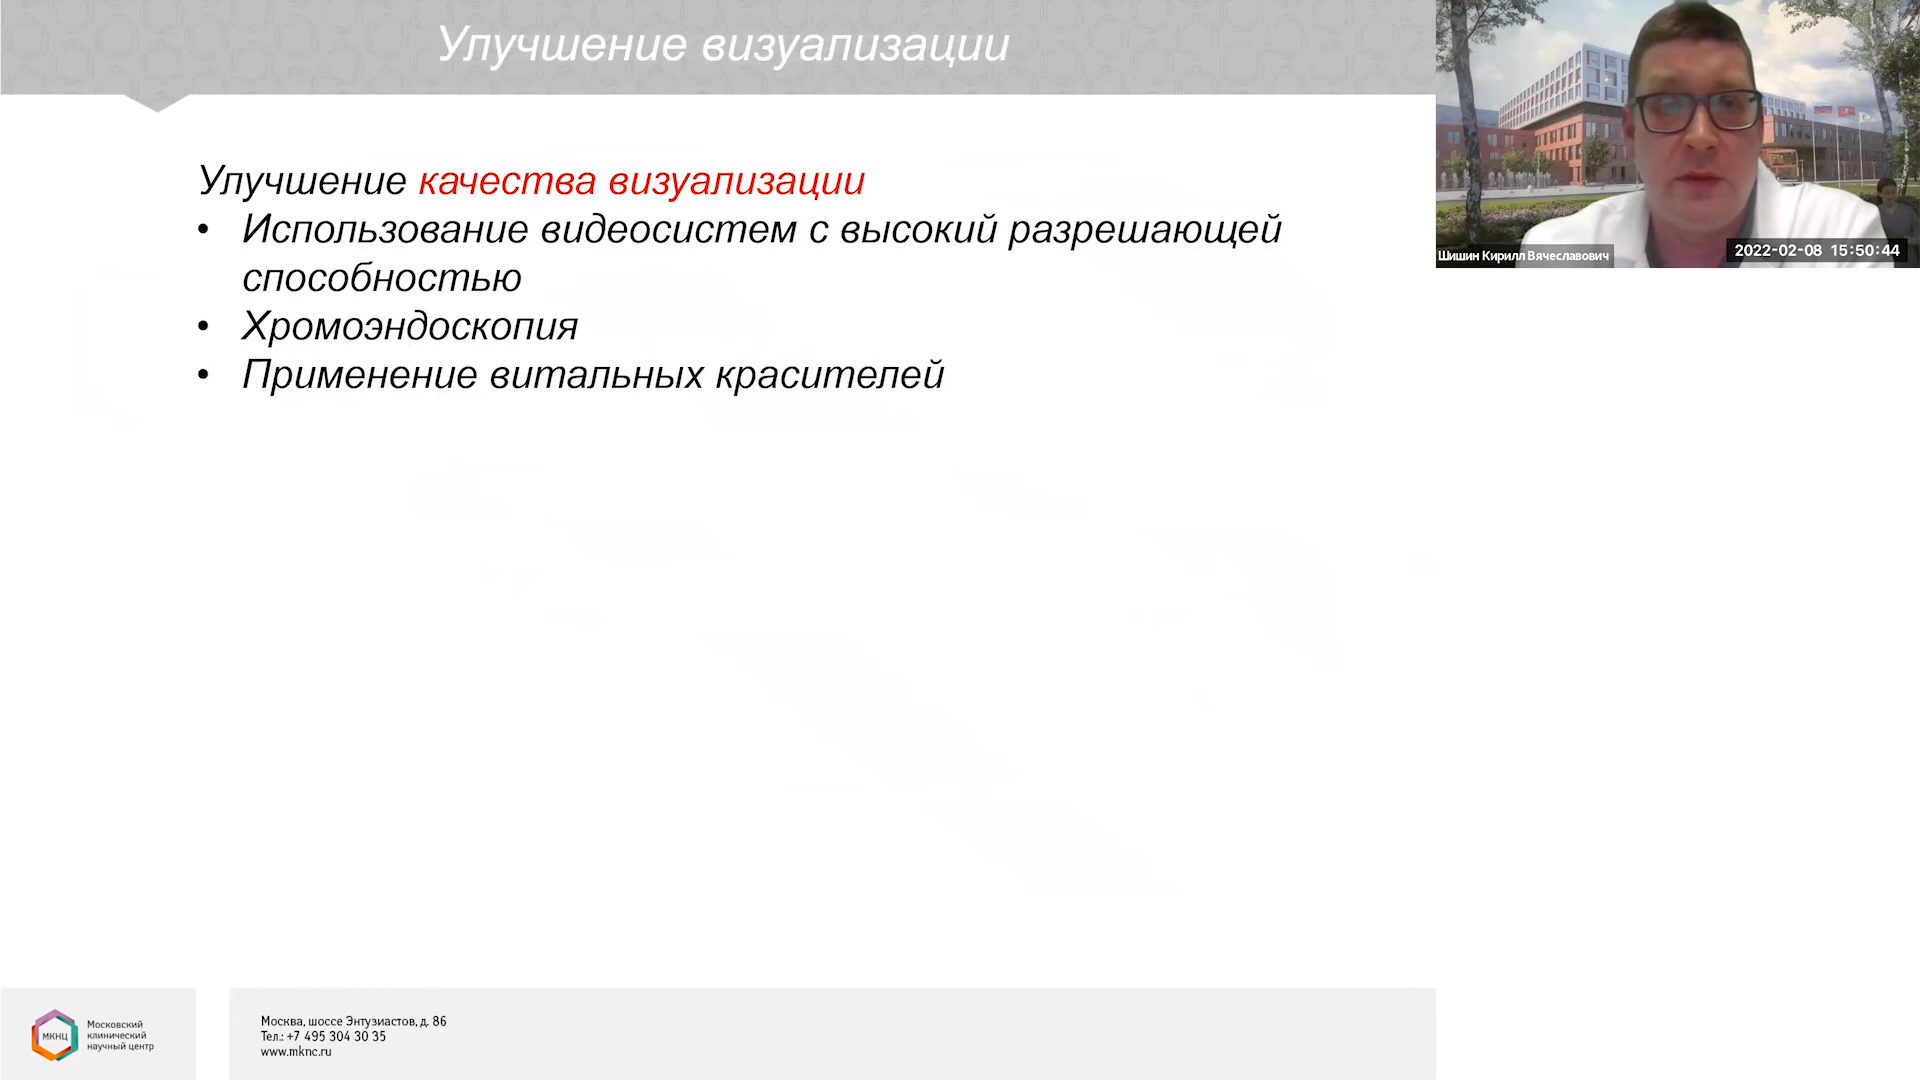 Улучшение визуализации
Улучшение качества визуализации
• Использование видеосистем с высокий разрешающей
способностью
• Хромоэндоскопия
• Применение витальных красителей
Шишин Кирилл Вячеславович
2022-02-08 15:50:44
МКНЦ
Московский
клинический
научный центр
Москва, шоссе Энтузиастов, д. 86
Тел.: +7 495 304 30 35
www.mknc.ru